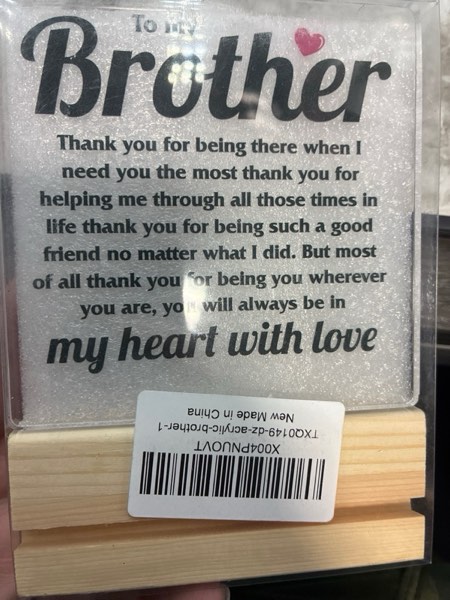 To my
Brother
Thank you for being there when I
need you the most thank you for
helping me through all those times in
life thank you for being such a good
friend no matter what I did. But most
of all thank you for being you wherever
you are, you will always be in
my heart with love
X004PNUOVT
TXQ0149-dz-acrylic-brother-1
New Made in China